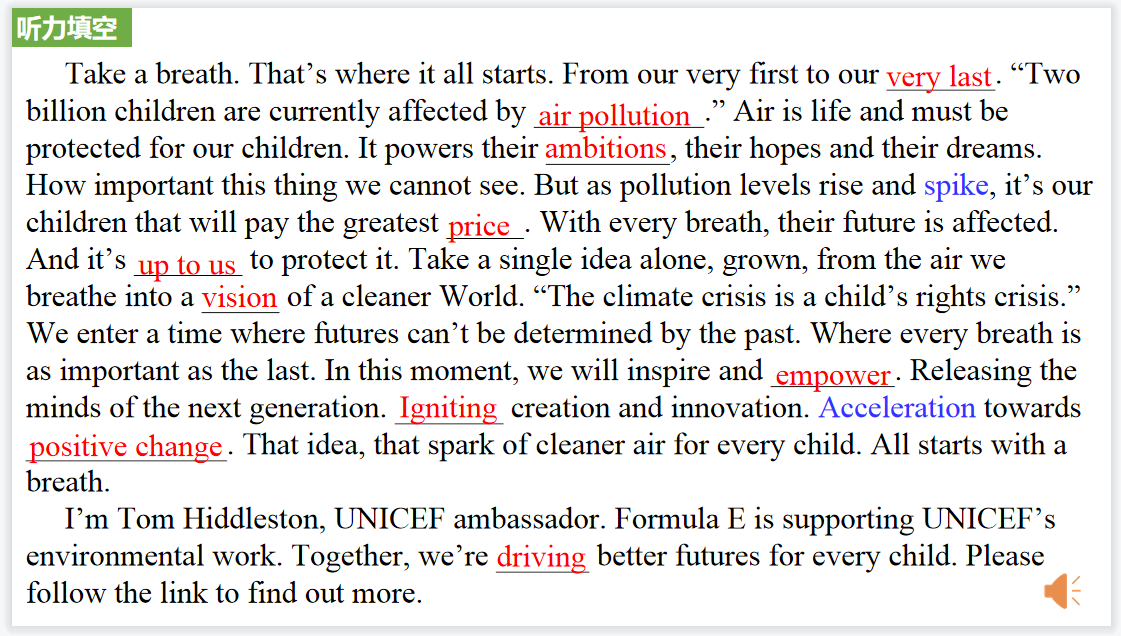 听力填空
Take a breath. That’s where it all starts. From our very first to our very last. “Two
billion children are currently affected by air pollution.” Air is life and must be
protected for our children. It powers their ambitions, their hopes and their dreams.
How important this thing we cannot see. But as pollution levels rise and spike, it’s our
children that will pay the greatest price. With every breath, their future is affected.
And it’s up to us to protect it. Take a single idea alone, grown, from the air we
breathe into a vision of a cleaner World. “The climate crisis is a child’s rights crisis.”
We enter a time where futures can’t be determined by the past. Where every breath is
as important as the last. In this moment, we will inspire and empower. Releasing the
minds of the next generation. Igniting creation and innovation. Acceleration towards
positive change. That idea, that spark of cleaner air for every child. All starts with a
breath.
I’m Tom Hiddleston, UNICEF ambassador. Formula E is supporting UNICEF’s
environmental work. Together, we’re driving better futures for every child. Please
follow the link to find out more.